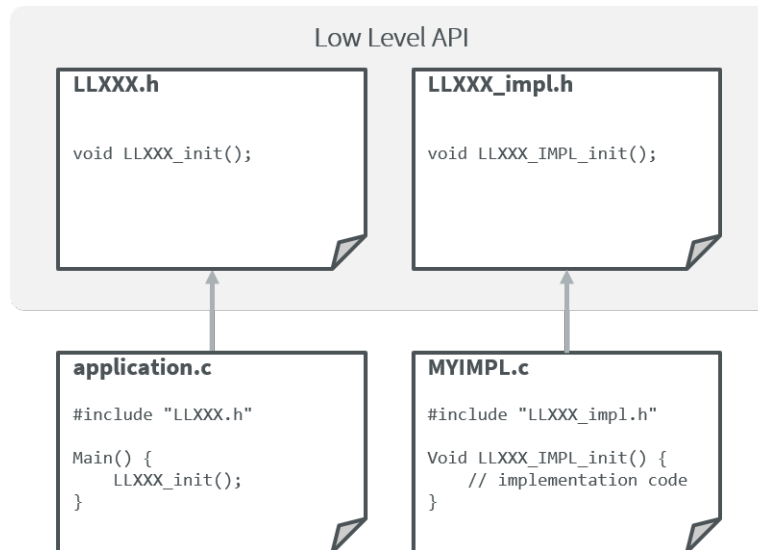 Low Level API
LLXXX.h
void LLXXX_init();
LLXXX_impl.h
void LLXXX_IMPL_init();
application.c
#include "LLXXX.h"
Main() {
    LLXXX_init();
}
MYIMPL.c
#include "LLXXX_impl.h"
Void LLXXX_IMPL_init() {
    // implementation code
}